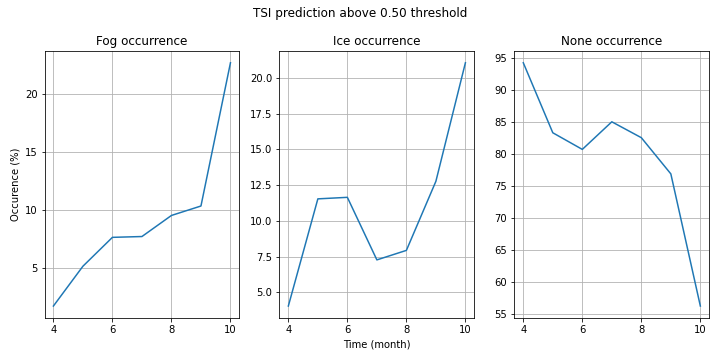 TSI prediction above 0.50 threshold
Fog occurrence
Occurence (%)
20
15
10
5
4 6 8 10
Ice occurrence
20.0
17.5
15.0
12.5
10.0
7.5
5.0
4 6 8 10
Time (month)
None occurrence
95
90
85
80
75
70
65
60
55
4 6 8 10